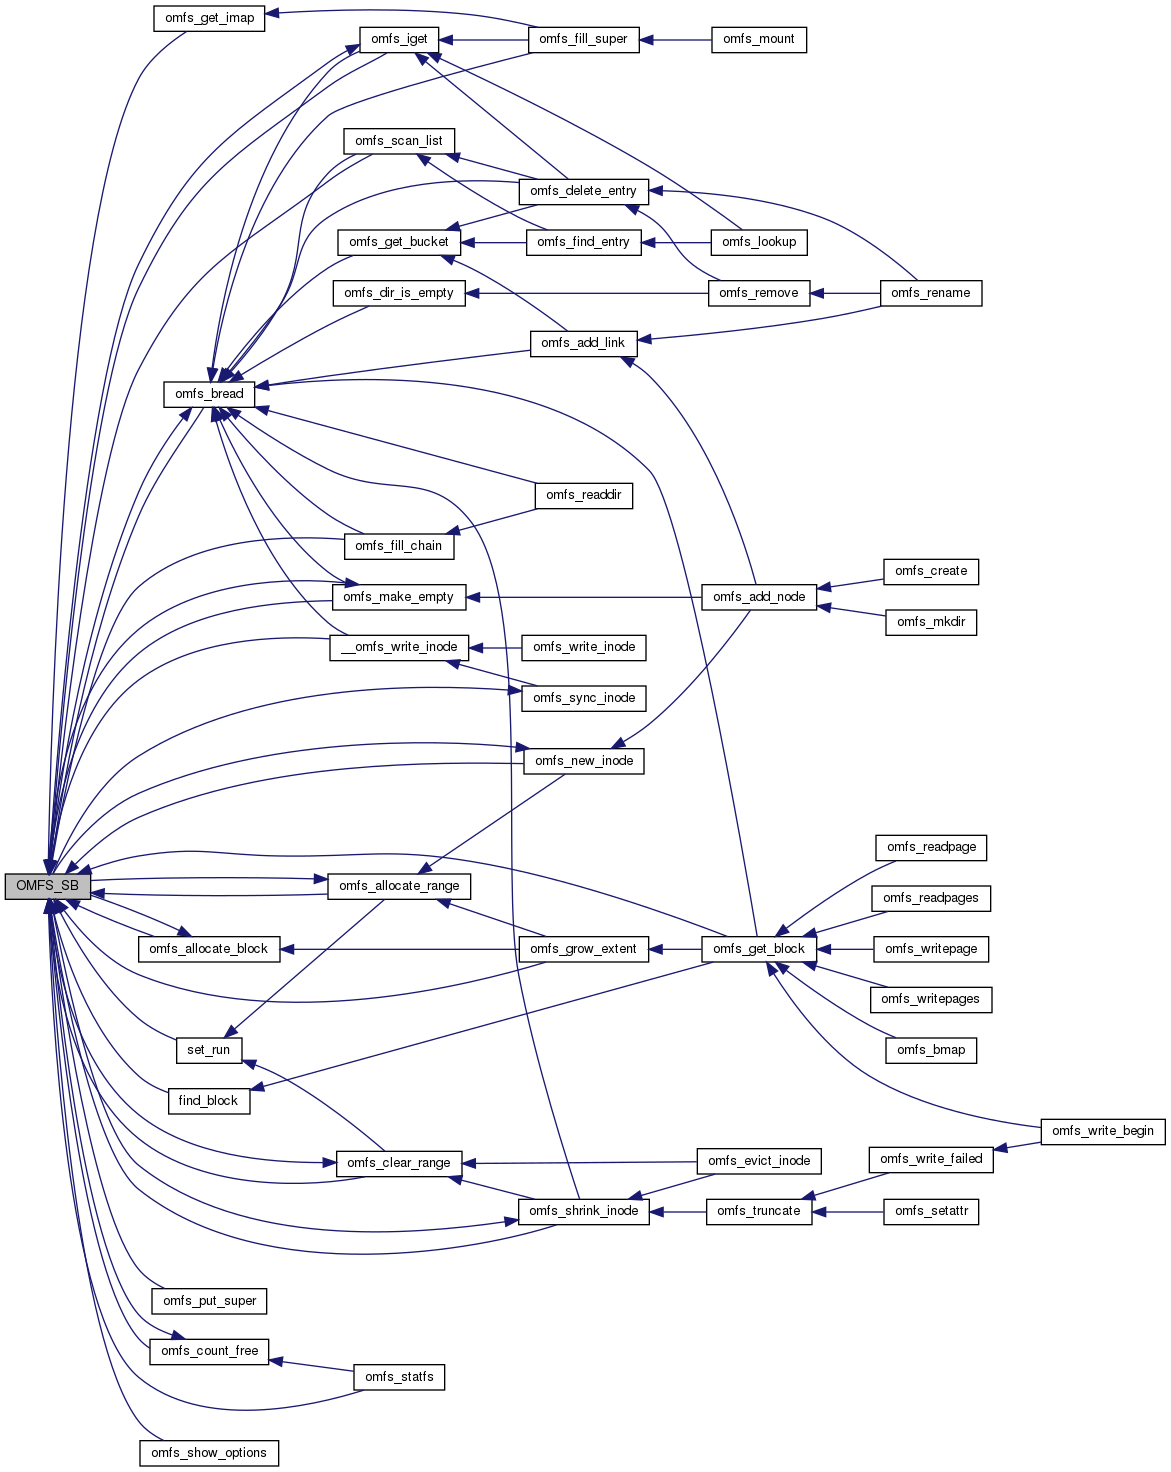 omfs_get_imap
omfs_iget
omfs_fill_super
omfs_mount
omfs_scan_list
omfs_delete_entry
omfs_get_bucket
omfs_find_entry
omfs_lookup
omfs_dir_is_empty
omfs_remove
omfs_rename
omfs_add_link
omfs_bread
omfs_readdir
omfs_fill_chain
omfs_create
omfs_make_empty
omfs_add_node
omfs_mkdir
__omfs_write_inode
omfs_write_inode
omfs_sync_inode
omfs_new_inode
omfs_readpage
OMFS_SB
omfs_allocate_range
omfs_readpages
omfs_allocate_block
omfs_grow_extent
omfs_get_block
omfs_writepage
omfs_writepages
set_run
omfs_bmap
find_block
omfs_write_begin
omfs_clear_range
omfs_evict_inode
omfs_write_failed
omfs_shrink_inode
omfs_truncate
omfs_setattr
omfs_put_super
omfs_count_free
omfs_statfs
omfs_show_options